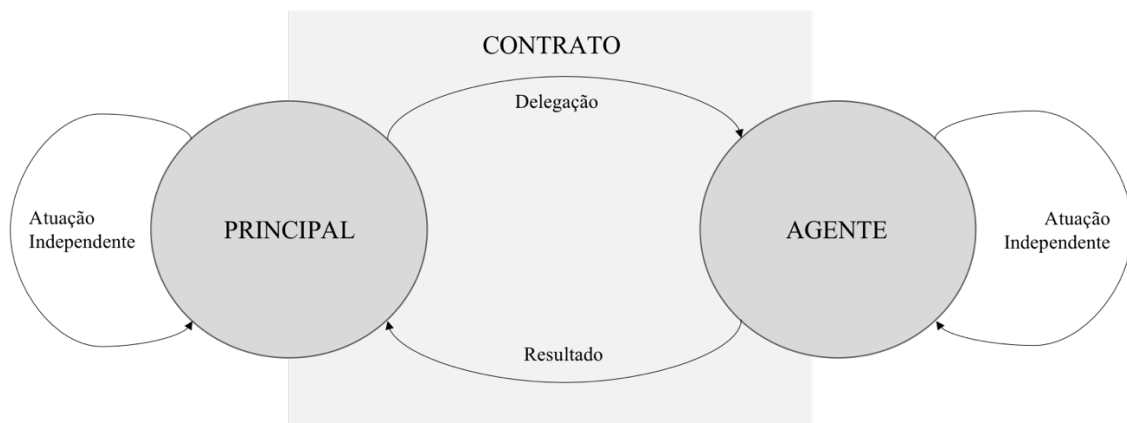 CONTRATO
Delegação
Atuação
Independente
PRINCIPAL
AGENTE
Atuação
Independente
Resultado